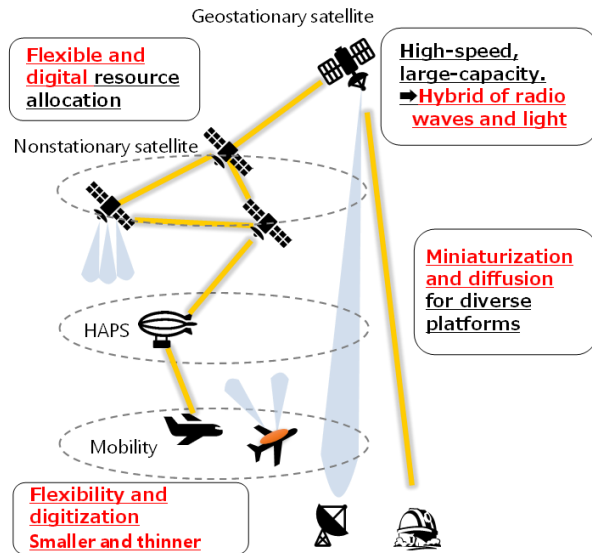 Geostationary satellite
Flexible and
digital resource
allocation
High-speed,
large-capacity.
➡Hybrid of radio
waves and light
Nonstationary satellite
Miniaturization
and diffusion
for diverse
platforms
HAPS
Mobility
Flexibility and
digitization
Smaller and thinner